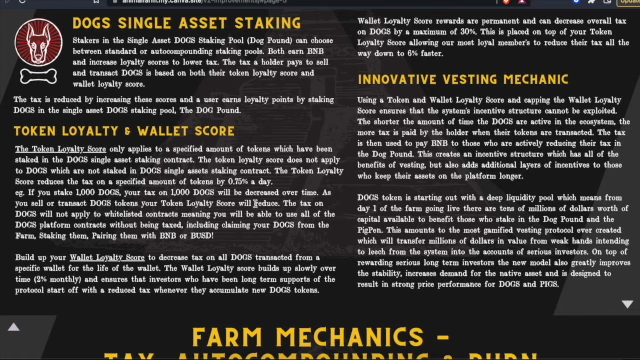 DOGS SINGLE ASSET STAKING
Stakers in the Single Asset DOGS Staking Pool (Dog Pound) can choose
between standard or autocompounding staking pools. Both earn BNB
and increase loyalty scores to lower tax. The tax a holder pays to sell
and transact DOGS is based on both their token loyalty score and
wallet loyalty score.
The tax is reduced by increasing these scores and a user earns loyalty points by staking
DOGS in the single asset DOGS staking pool, The DOG Pound.
TOKEN LOYALTY & WALLET SCORE
The Token Loyalty Score only applies to a specified amount of tokens which have been
staked in the DOGS single asset staking contract. The token loyalty score does not apply
to DOGS which are not staked in DOGS single assets staking contract. The Token Loyalty
Score reduces the tax on a specified amount of tokens by 0.75% a day.
eg. If you stake 1,000 DOGS, your tax on 1,000 DOGS will be decreased over time. As
you sell or transact DOGS tokens your Token Loyalty Score will reduce. The tax on
DOGS will not apply to whitelisted contracts meaning you will be able to use all of the
DOGS platform contracts without being taxed, including claiming your DOGS from the
Farm, Staking them, Pairing them with BNB or BUSD!
Build up your Wallet Loyalty Score to decrease tax on all DOGS transacted from a
specific wallet for the life of the wallet. The Wallet Loyalty score builds up slowly over
time (2% monthly) and ensures that investors who have been long term supports of the
protocol start off with a reduced tax whenever they accumulate new DOGS tokens.
Wallet Loyalty Score rewards are permanent and can decrease overall tax
on DOGS by a maximum of 30%. This is placed on top of your Token
Loyalty Score allowing our most loyal member's to reduce their tax all the
way down to 6% faster.
INNOVATIVE VESTING MECHANIC
Using a Token and Wallet Loyalty Score and capping the Wallet Loyalty
Score ensures that the system's incentive structure cannot be exploited.
The shorter the amount of time the DOGS are active in the ecosystem, the
more tax is paid by the holder when their tokens are transacted. The tax
is then used to pay BNB to those who are actively reducing their tax in
the Dog Pound. This creates an incentive structure which has all of the
benefits of vesting, but also adds additional layers of incentives to those
who keep their assets on the platform longer.
DOGS token is starting out with a deep liquidity pool which means from
day 1 of the farm going live there are tens of millions of dollars worth of
capital available to benefit those who stake in the Dog Pound and the
PigPen. This amounts to the most gamified vesting protocol ever created
which will transfer millions of dollars in value from weak hands intending
to leech from the system into the accounts of serious investors. On top of
rewarding serious long term investors the new model also greatly improves
the stability, increases demand for the native asset and is designed to
result in strong price performance for DOGS and PIGS.
FARM MECHANICS -
TAX, AUTOCOMPOUNDING & BURN